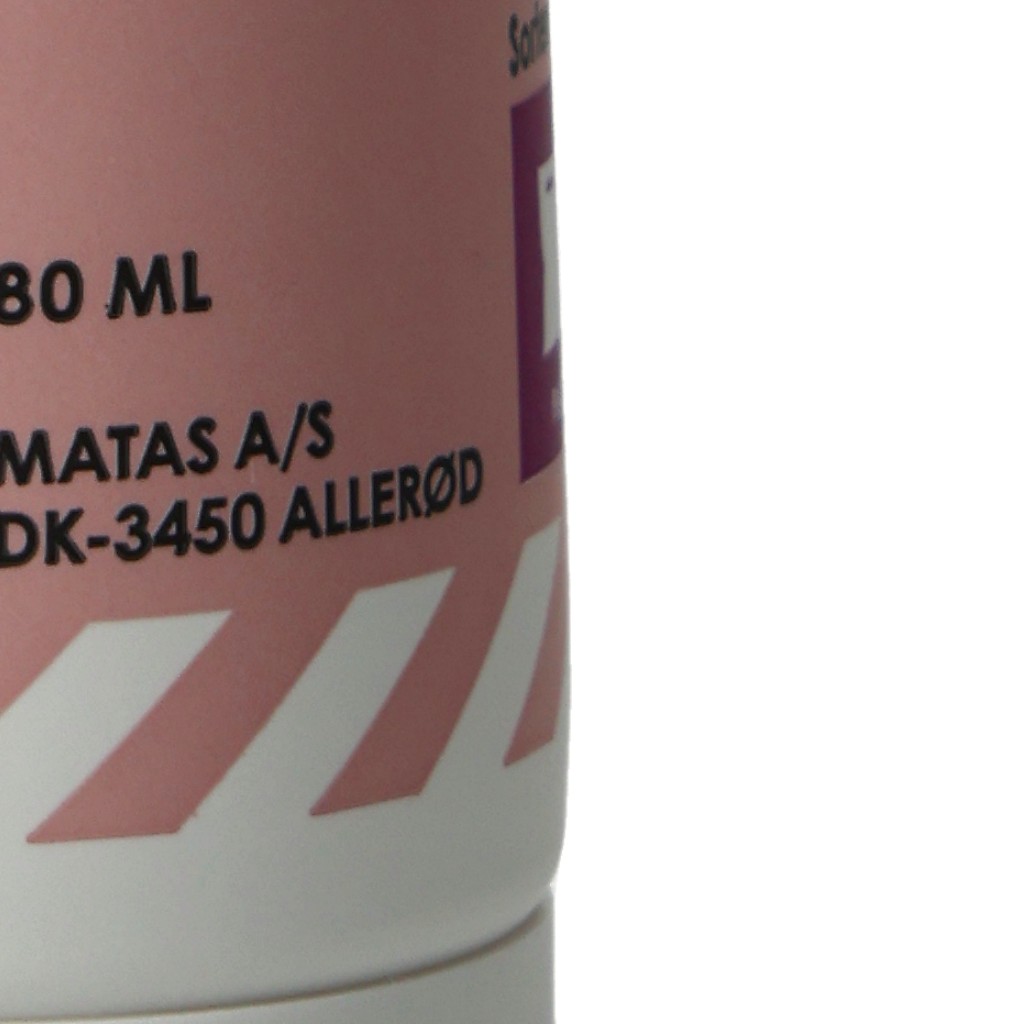 80 ML
MATAS A/S
DK-3450 ALLERØD